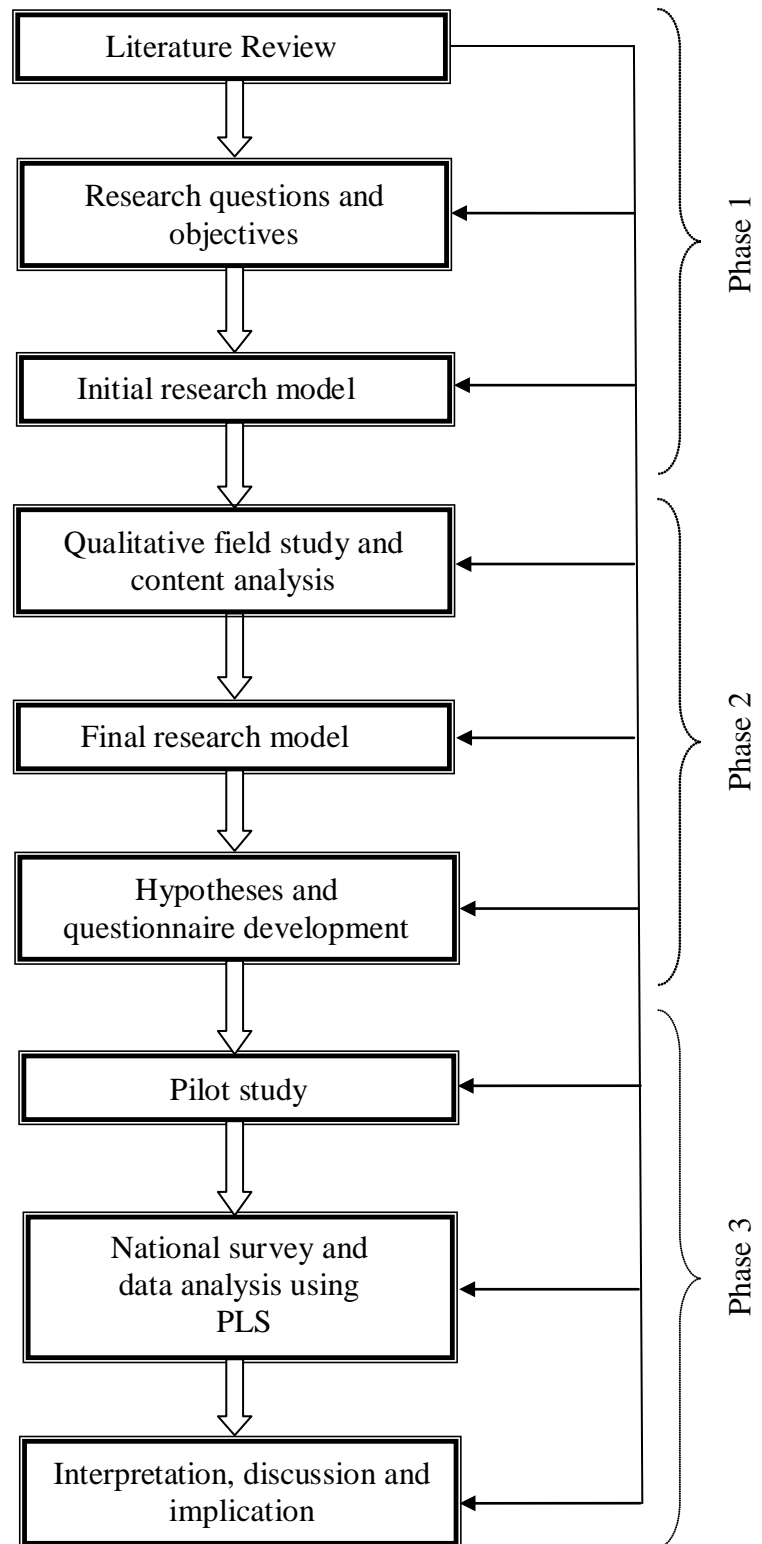 Literature Review
Research questions and
objectives
Initial research model
Phase 1
Qualitative field study and
content analysis
Final research model
Hypotheses and
questionnaire development
Phase 2
Pilot study
National survey and
data analysis using
PLS
Interpretation, discussion and
implication
Phase 3